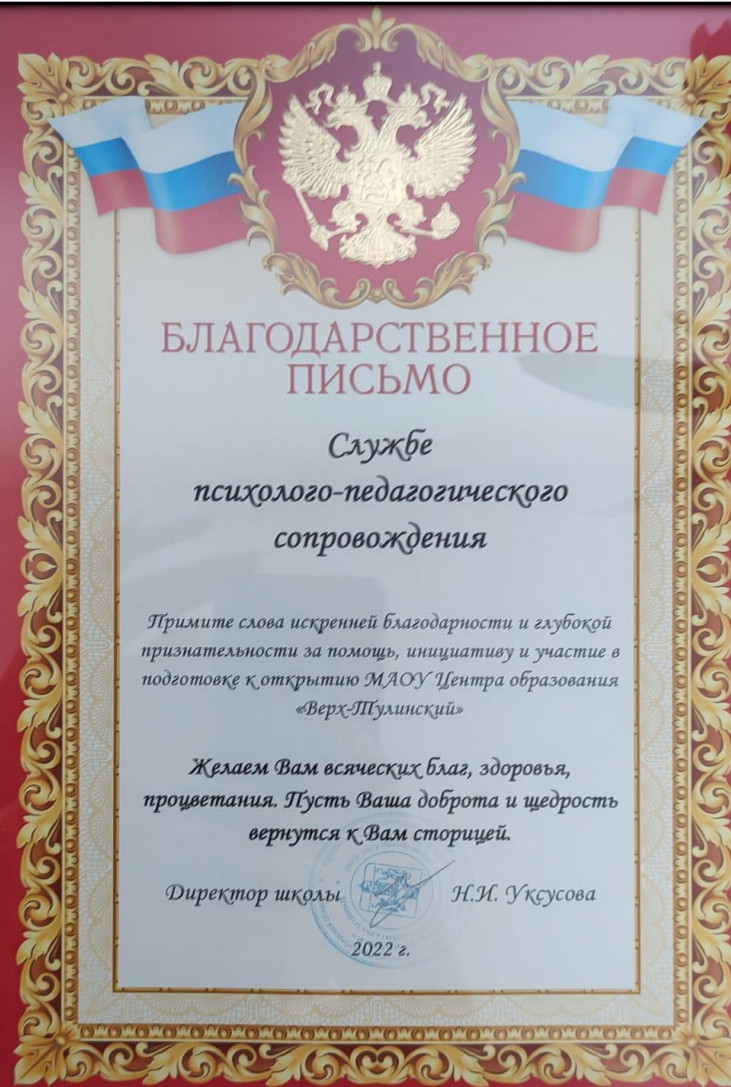 БЛАГОДАРСТВЕННОЕ
ПИСЬМО
Службе
психолого-педагогического
сопровождения
Примите слова искренней благодарности и глубокой
признательности за помощь, инициативу и участие в
подготовке к открытию МАОУ Центра образования
«Верх-Тулинский»
Желаем Вам всяческих благ, здоровья,
процветания. Пусть Ваша доброта и щедрость
вернутся к Вам сторицей.
Директор школы Н.И. Уксусова
2022 г.